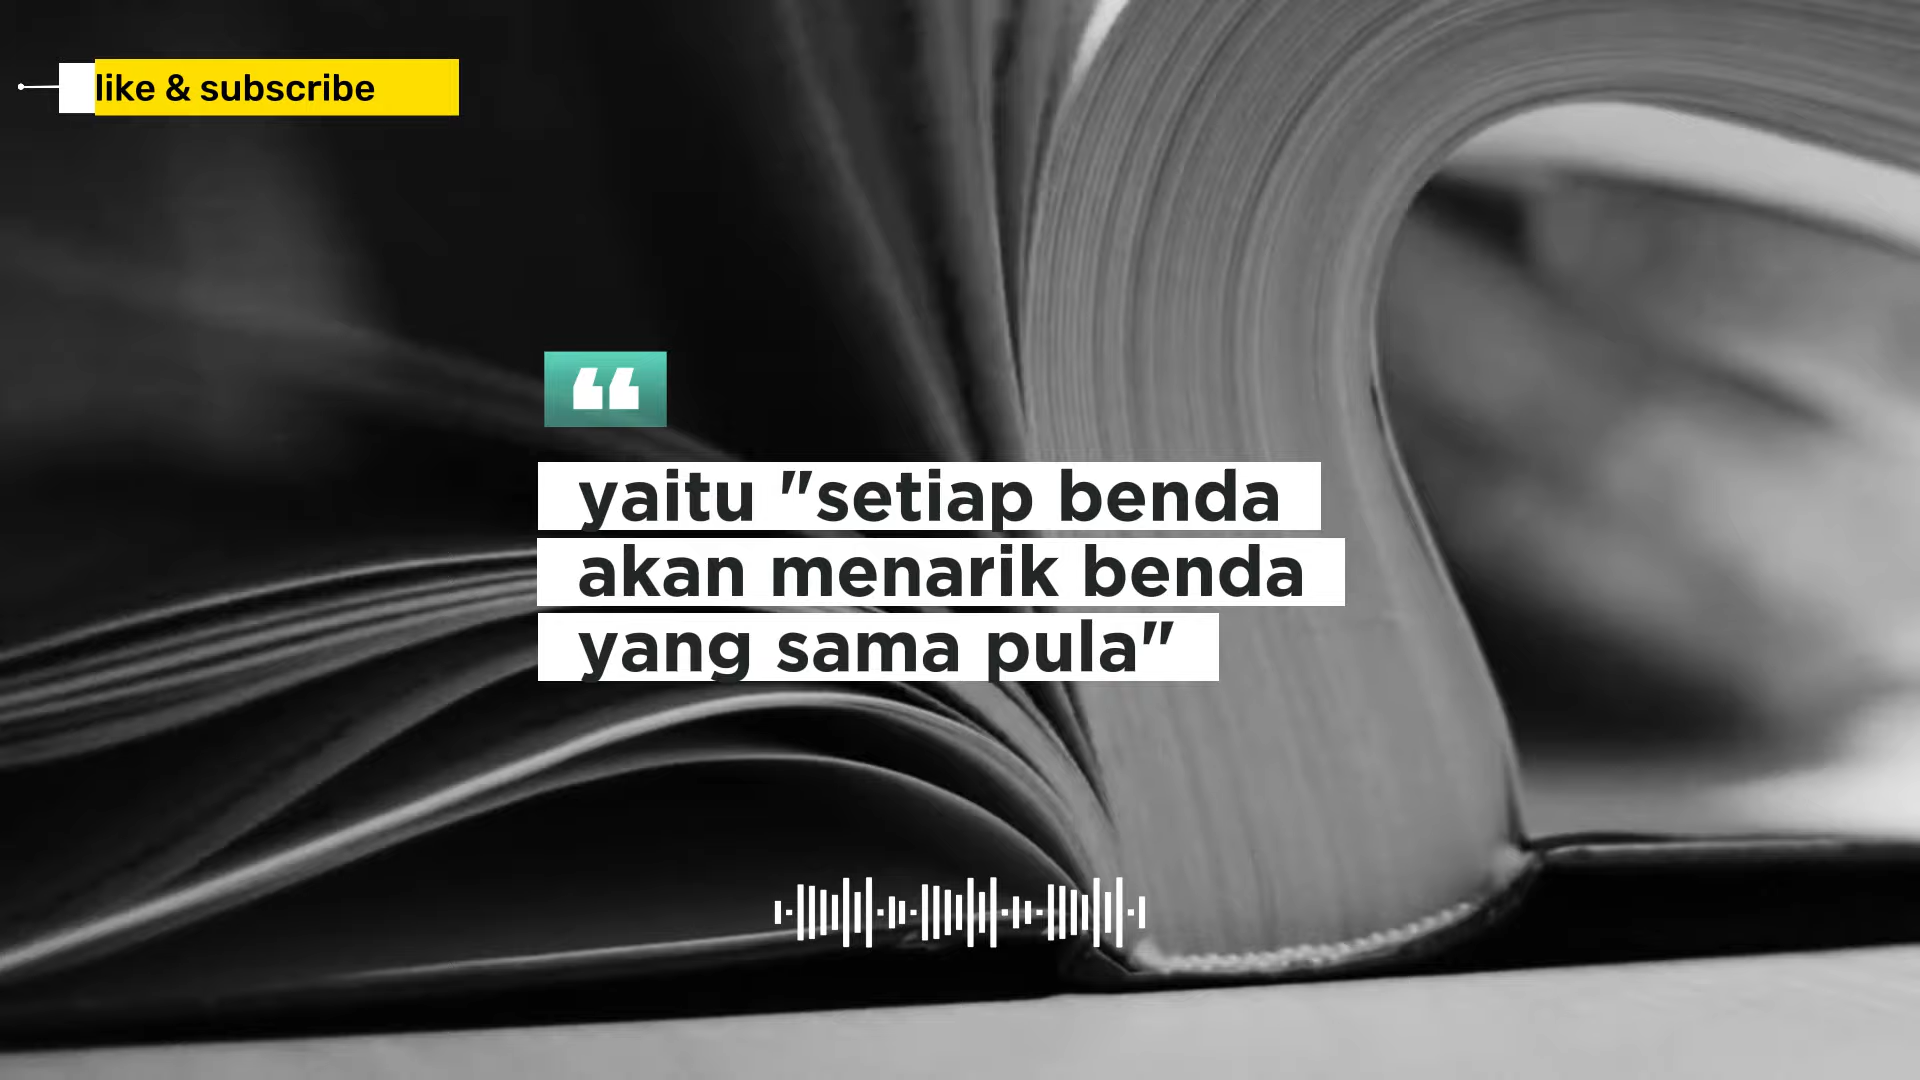 like & subscribe
“
yaitu "setiap benda
akan menarik benda
yang sama pula"